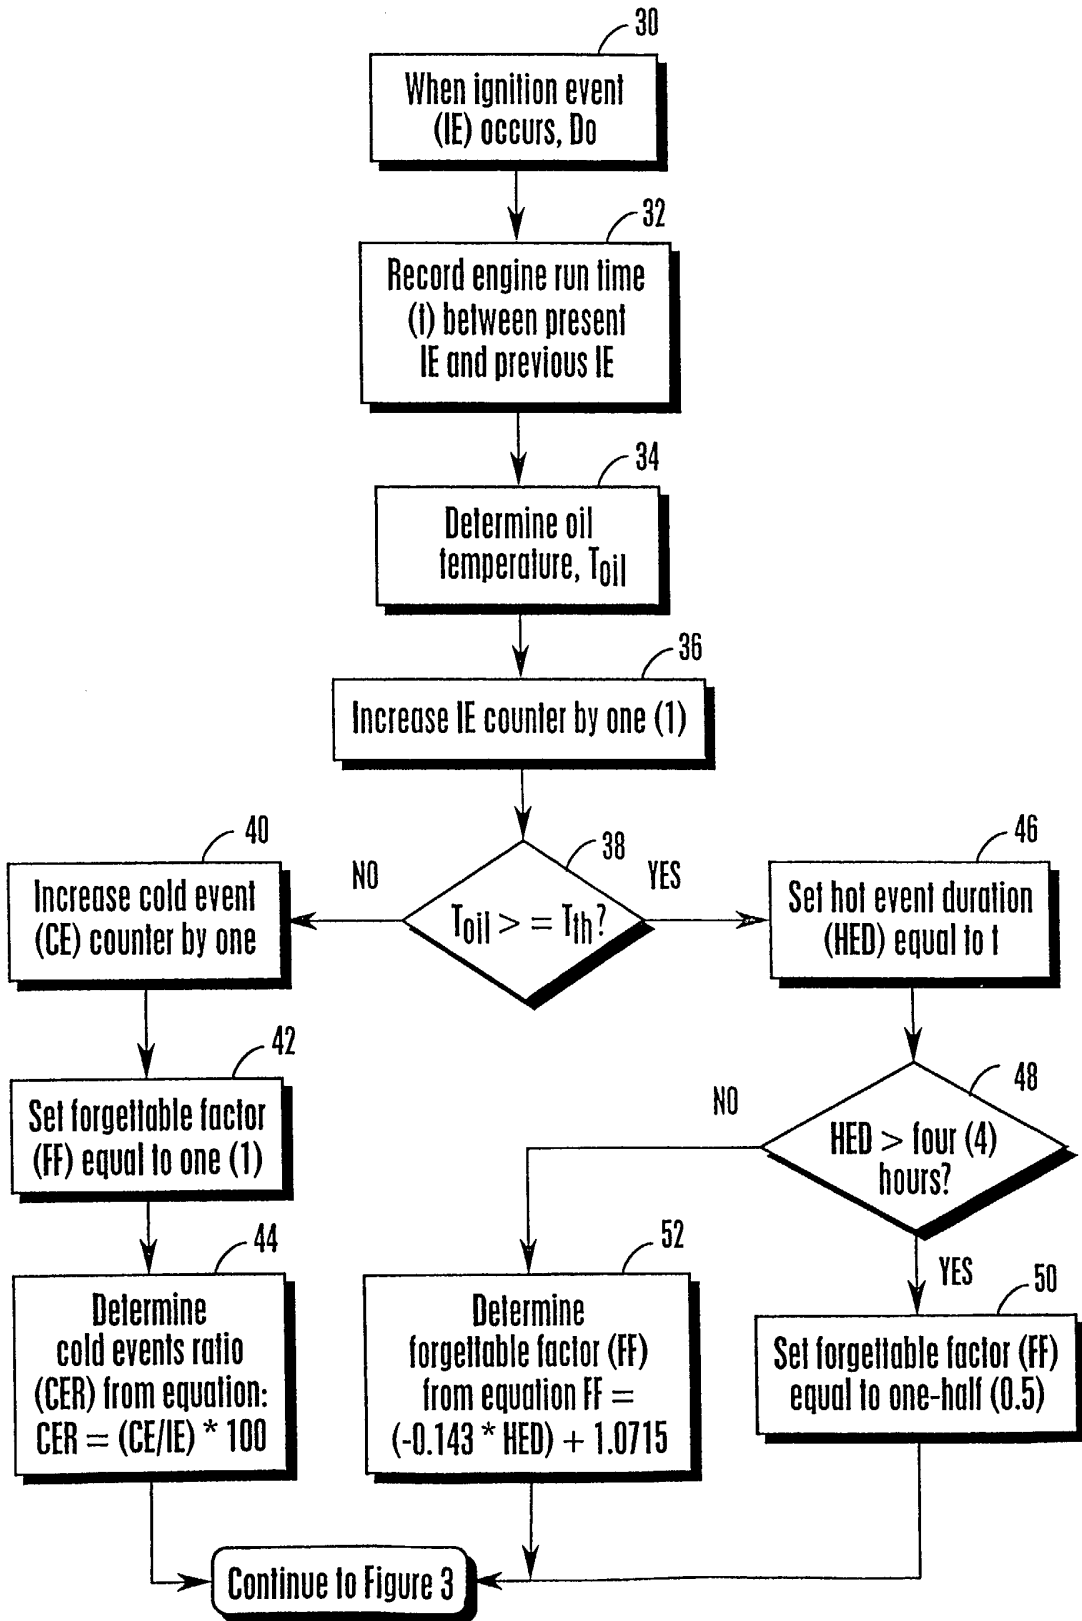 30
When ignition event
(IE) occurs, Do
32
Record engine run time
(t) between present
IE and previous IE
34
Determine oil
temperature, Toil
36
Increase IE counter by one (1)
38
Toil > = Tth?
NO
YES
40
Increase cold event
(CE) counter by one
42
Set forgettable factor
(FF) equal to one (1)
44
Determine
cold events ratio
(CER) from equation:
CER = (CE/IE) * 100
46
Set hot event duration
(HED) equal to t
48
HED > four (4)
hours?
NO
YES
52
Determine
forgettable factor (FF)
from equation FF =
(-0.143 * HED) + 1.0715
50
Set forgettable factor (FF)
equal to one-half (0.5)
Continue to Figure 3